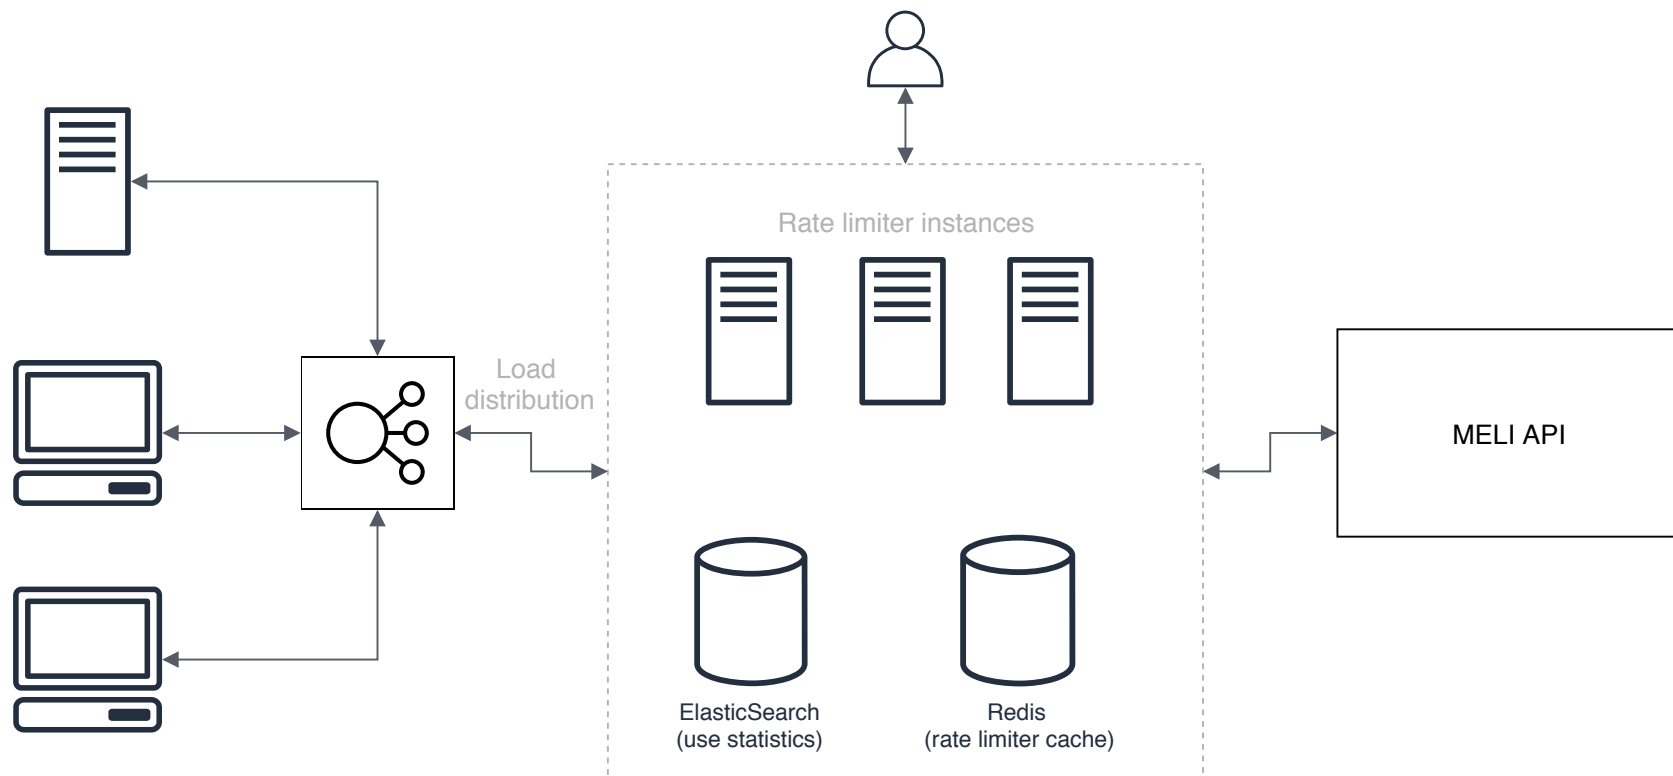 Rate limiter instances
Load
distribution
MELI API
ElasticSearch
(use statistics)
Redis
(rate limiter cache)